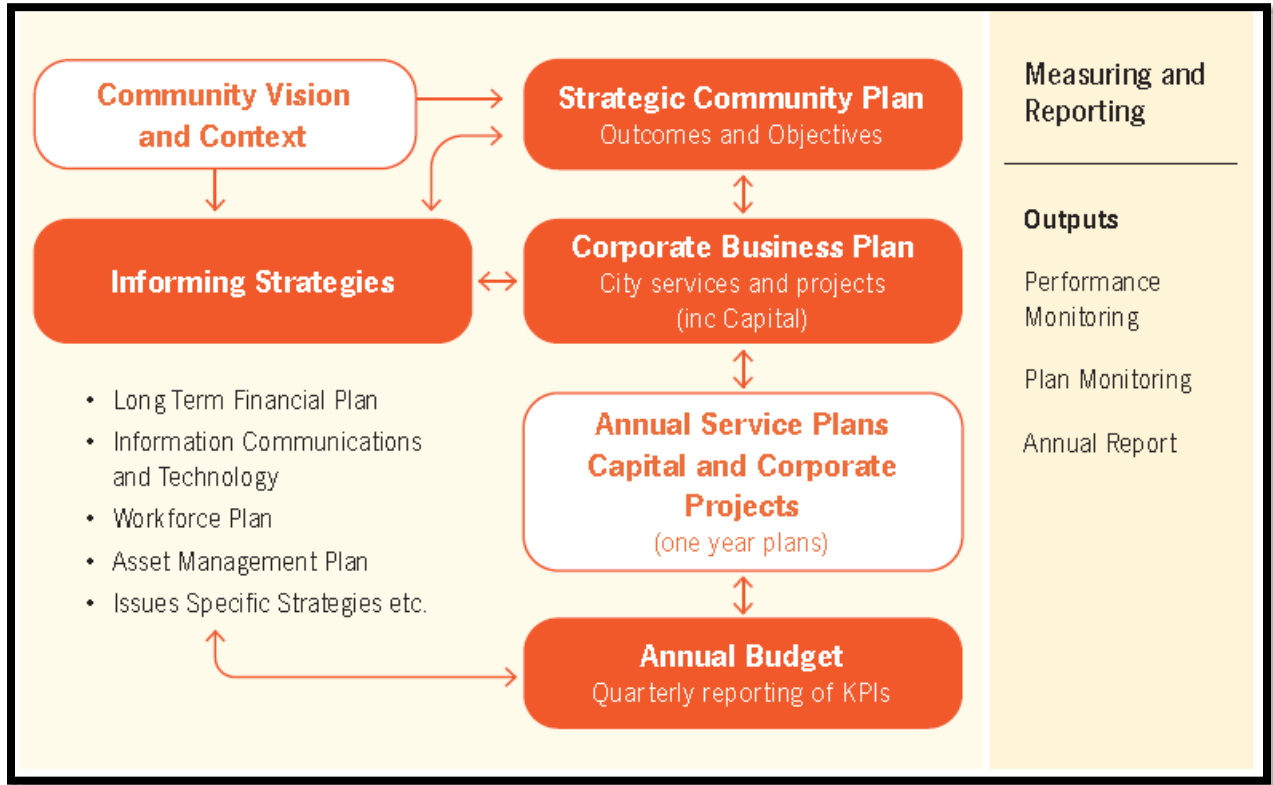 Community Vision
and Context
Strategic Community Plan
Outcomes and Objectives
Informing Strategies
Corporate Business Plan
City services and projects
(inc Capital)
• Long Term Financial Plan
• Information Communications
and Technology
• Workforce Plan
• Asset Management Plan
• Issues Specific Strategies etc.
Annual Service Plans
Capital and Corporate
Projects
(one year plans)
Annual Budget
Quarterly reporting of KPIs
Measuring and
Reporting
Outputs
Performance
Monitoring
Plan Monitoring
Annual Report